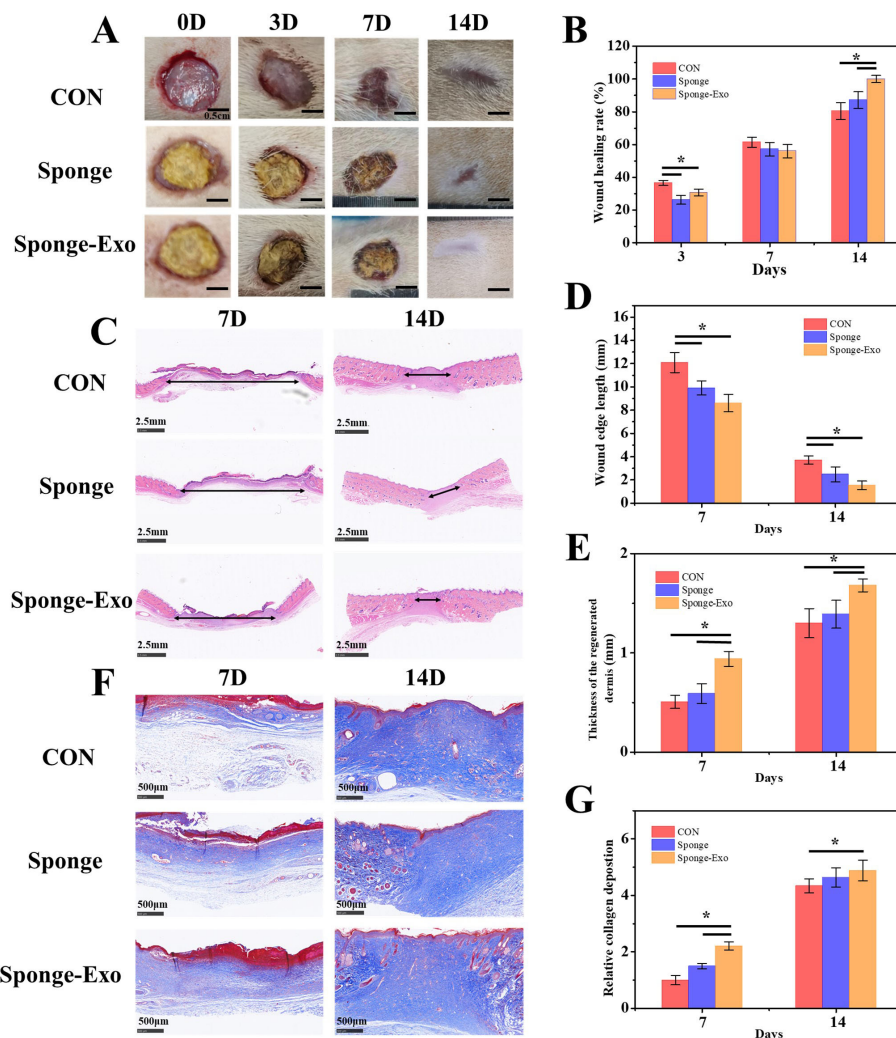 A
0D
3D
7D
14D
CON
0.5cm
Sponge
Sponge-Exo
B
CON
Sponge
Sponge-Exo
Wound healing rate (%)
120
100
80
60
40
20
0
*
*
3
7
14
Days
C
7D
14D
CON
2.5mm
2.5mm
Sponge
2.5mm
2.5mm
Sponge-Exo
2.5mm
2.5mm
D
CON
Sponge
Sponge-Exo
Wound edge length (mm)
16
14
12
10
8
6
4
2
0
*
*
7
14
Days
E
CON
Sponge
Sponge-Exo
Thickness of the regenerated
dermis (mm)
2
1
0
*
*
7
14
Days
F
7D
14D
CON
500μm
500μm
Sponge
500μm
500μm
Sponge-Exo
500μm
500μm
G
CON
Sponge
Sponge-Exo
Relative collagen depostion
6
4
2
0
*
*
7
14
Days